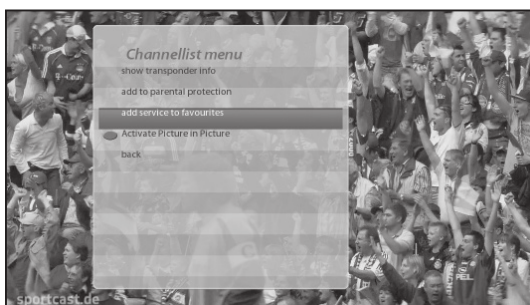 Channellist menu
show transponder info
add to parental protection
add service to favourites
Activate Picture in Picture
back
sportcast.de
PEL